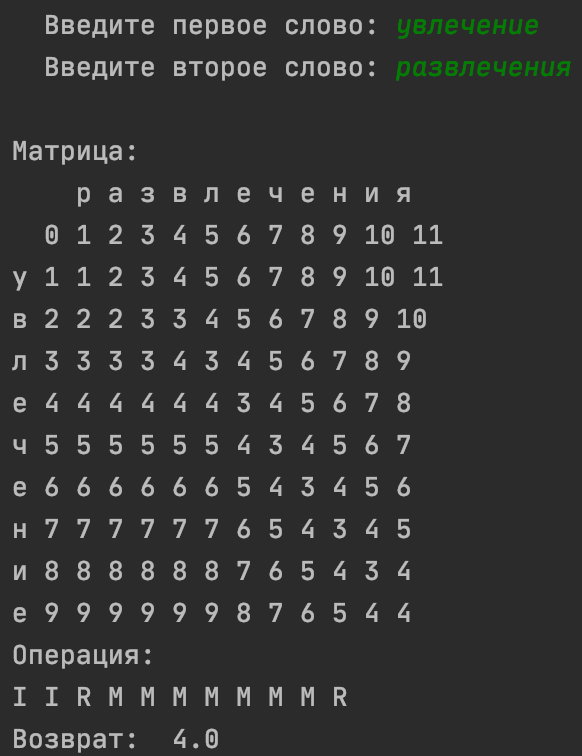 Введите первое слово: увлечение
Введите второе слово: развлечения
Матрица:
р а з в л е ч е н и я
0 1 2 3 4 5 6 7 8 9 10 11
у 1 1 2 3 4 5 6 7 8 9 10 11
в 2 2 2 3 3 4 5 6 7 8 9 10
л 3 3 3 3 4 3 4 5 6 7 8 9
е 4 4 4 4 4 4 3 4 5 6 7 8
ч 5 5 5 5 5 5 4 3 4 5 6 7
е 6 6 6 6 6 6 5 4 3 4 5 6
н 7 7 7 7 7 7 6 5 4 3 4 5
и 8 8 8 8 8 8 7 6 5 4 3 4
е 9 9 9 9 9 9 8 7 6 5 4 4
Операция:
I I R M M M M M M M R
Возврат: 4.0